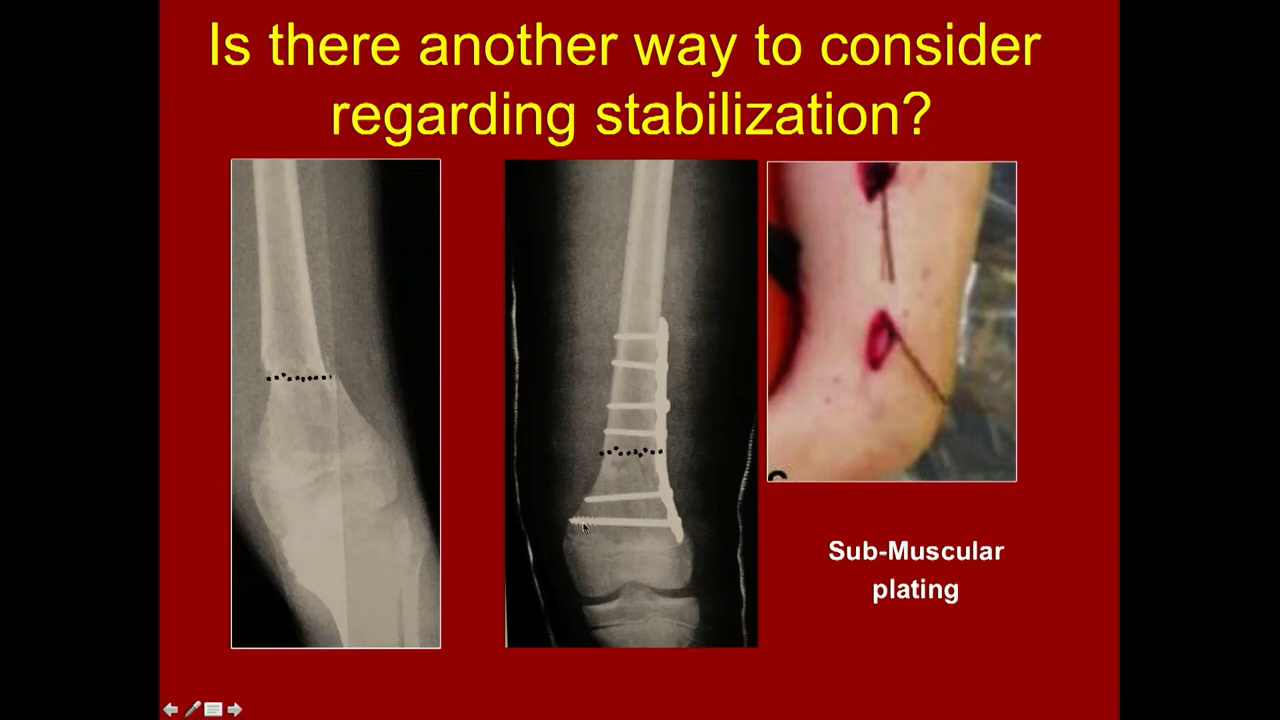 Is there another way to consider
regarding stabilization?
Sub-Muscular
plating